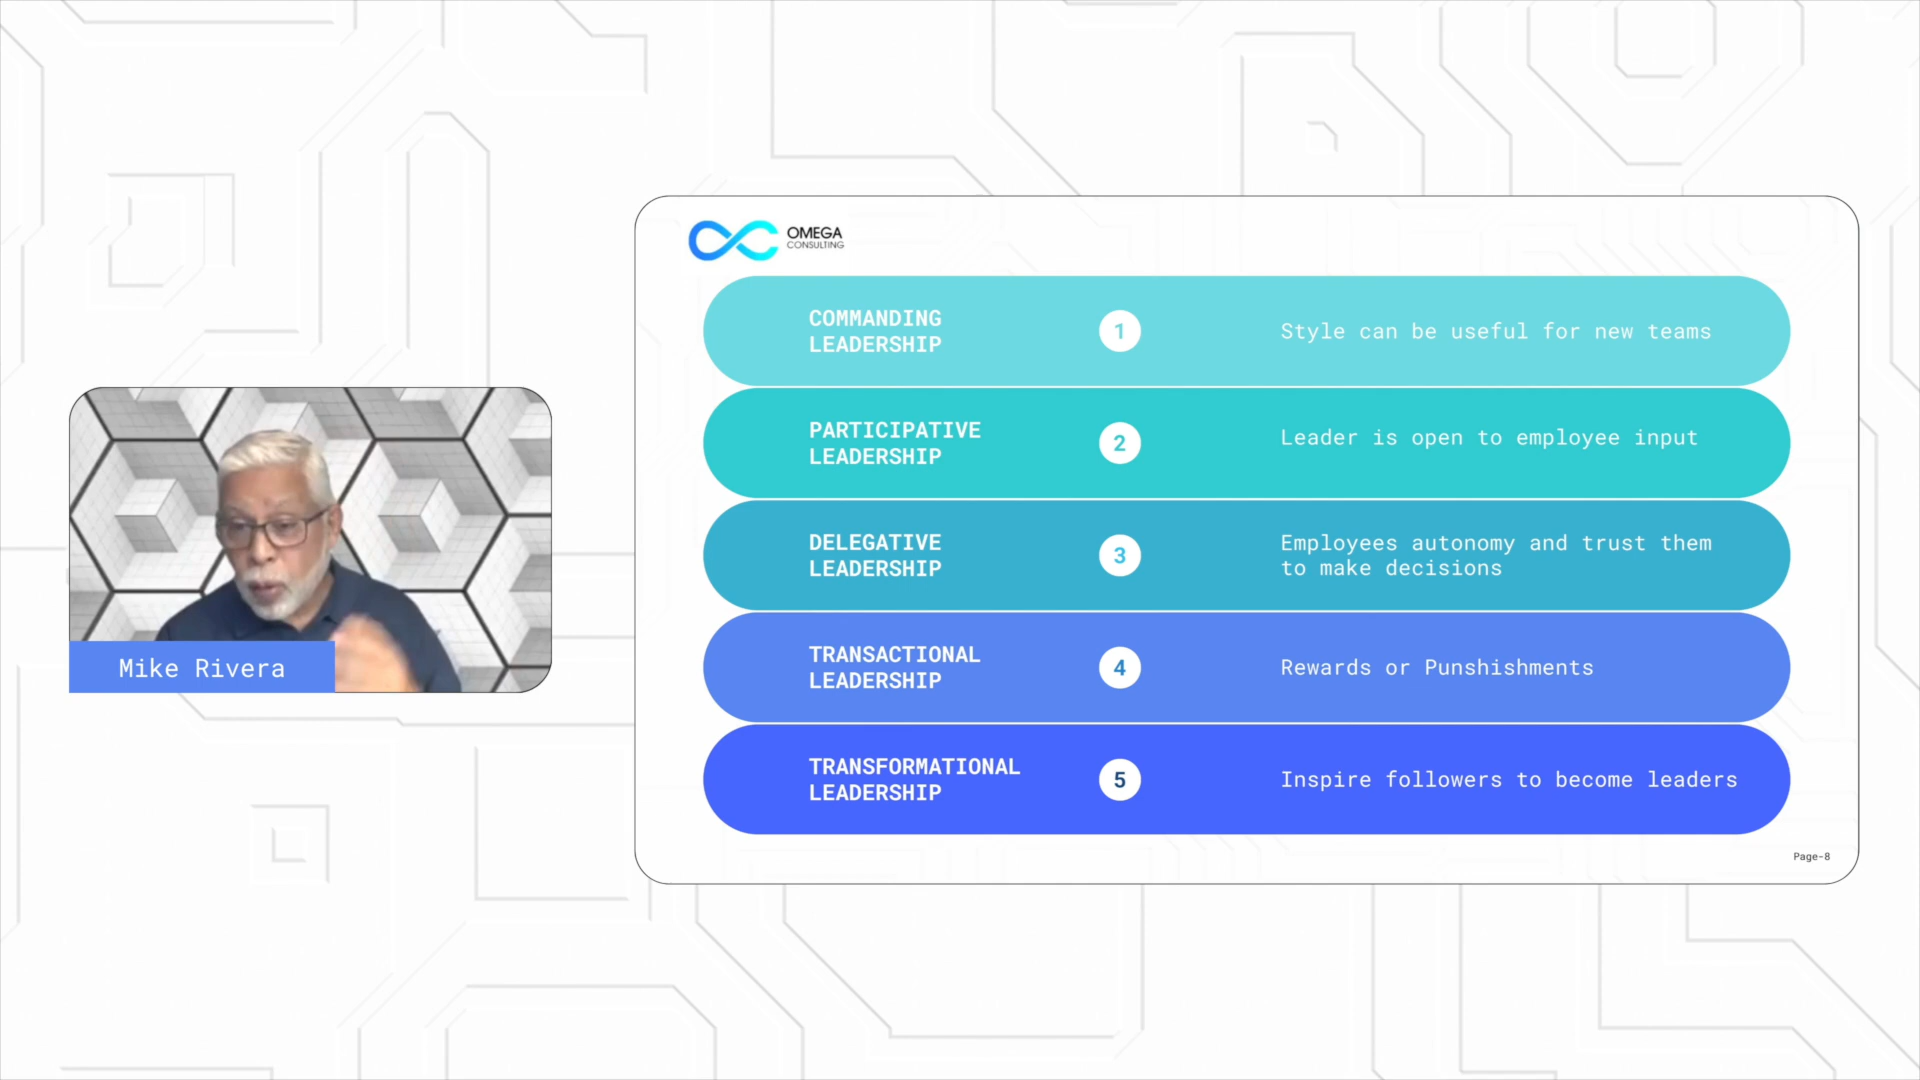 OMEGA
CONSULTING
COMMANDING
LEADERSHIP
1
Style can be useful for new teams
PARTICIPATIVE
LEADERSHIP
2
Leader is open to employee input
DELEGATIVE
LEADERSHIP
3
Employees autonomy and trust them
to make decisions
TRANSACTIONAL
LEADERSHIP
4
Rewards or Punshishments
TRANSFORMATIONAL
LEADERSHIP
5
Inspire followers to become leaders
Page-8
Mike Rivera